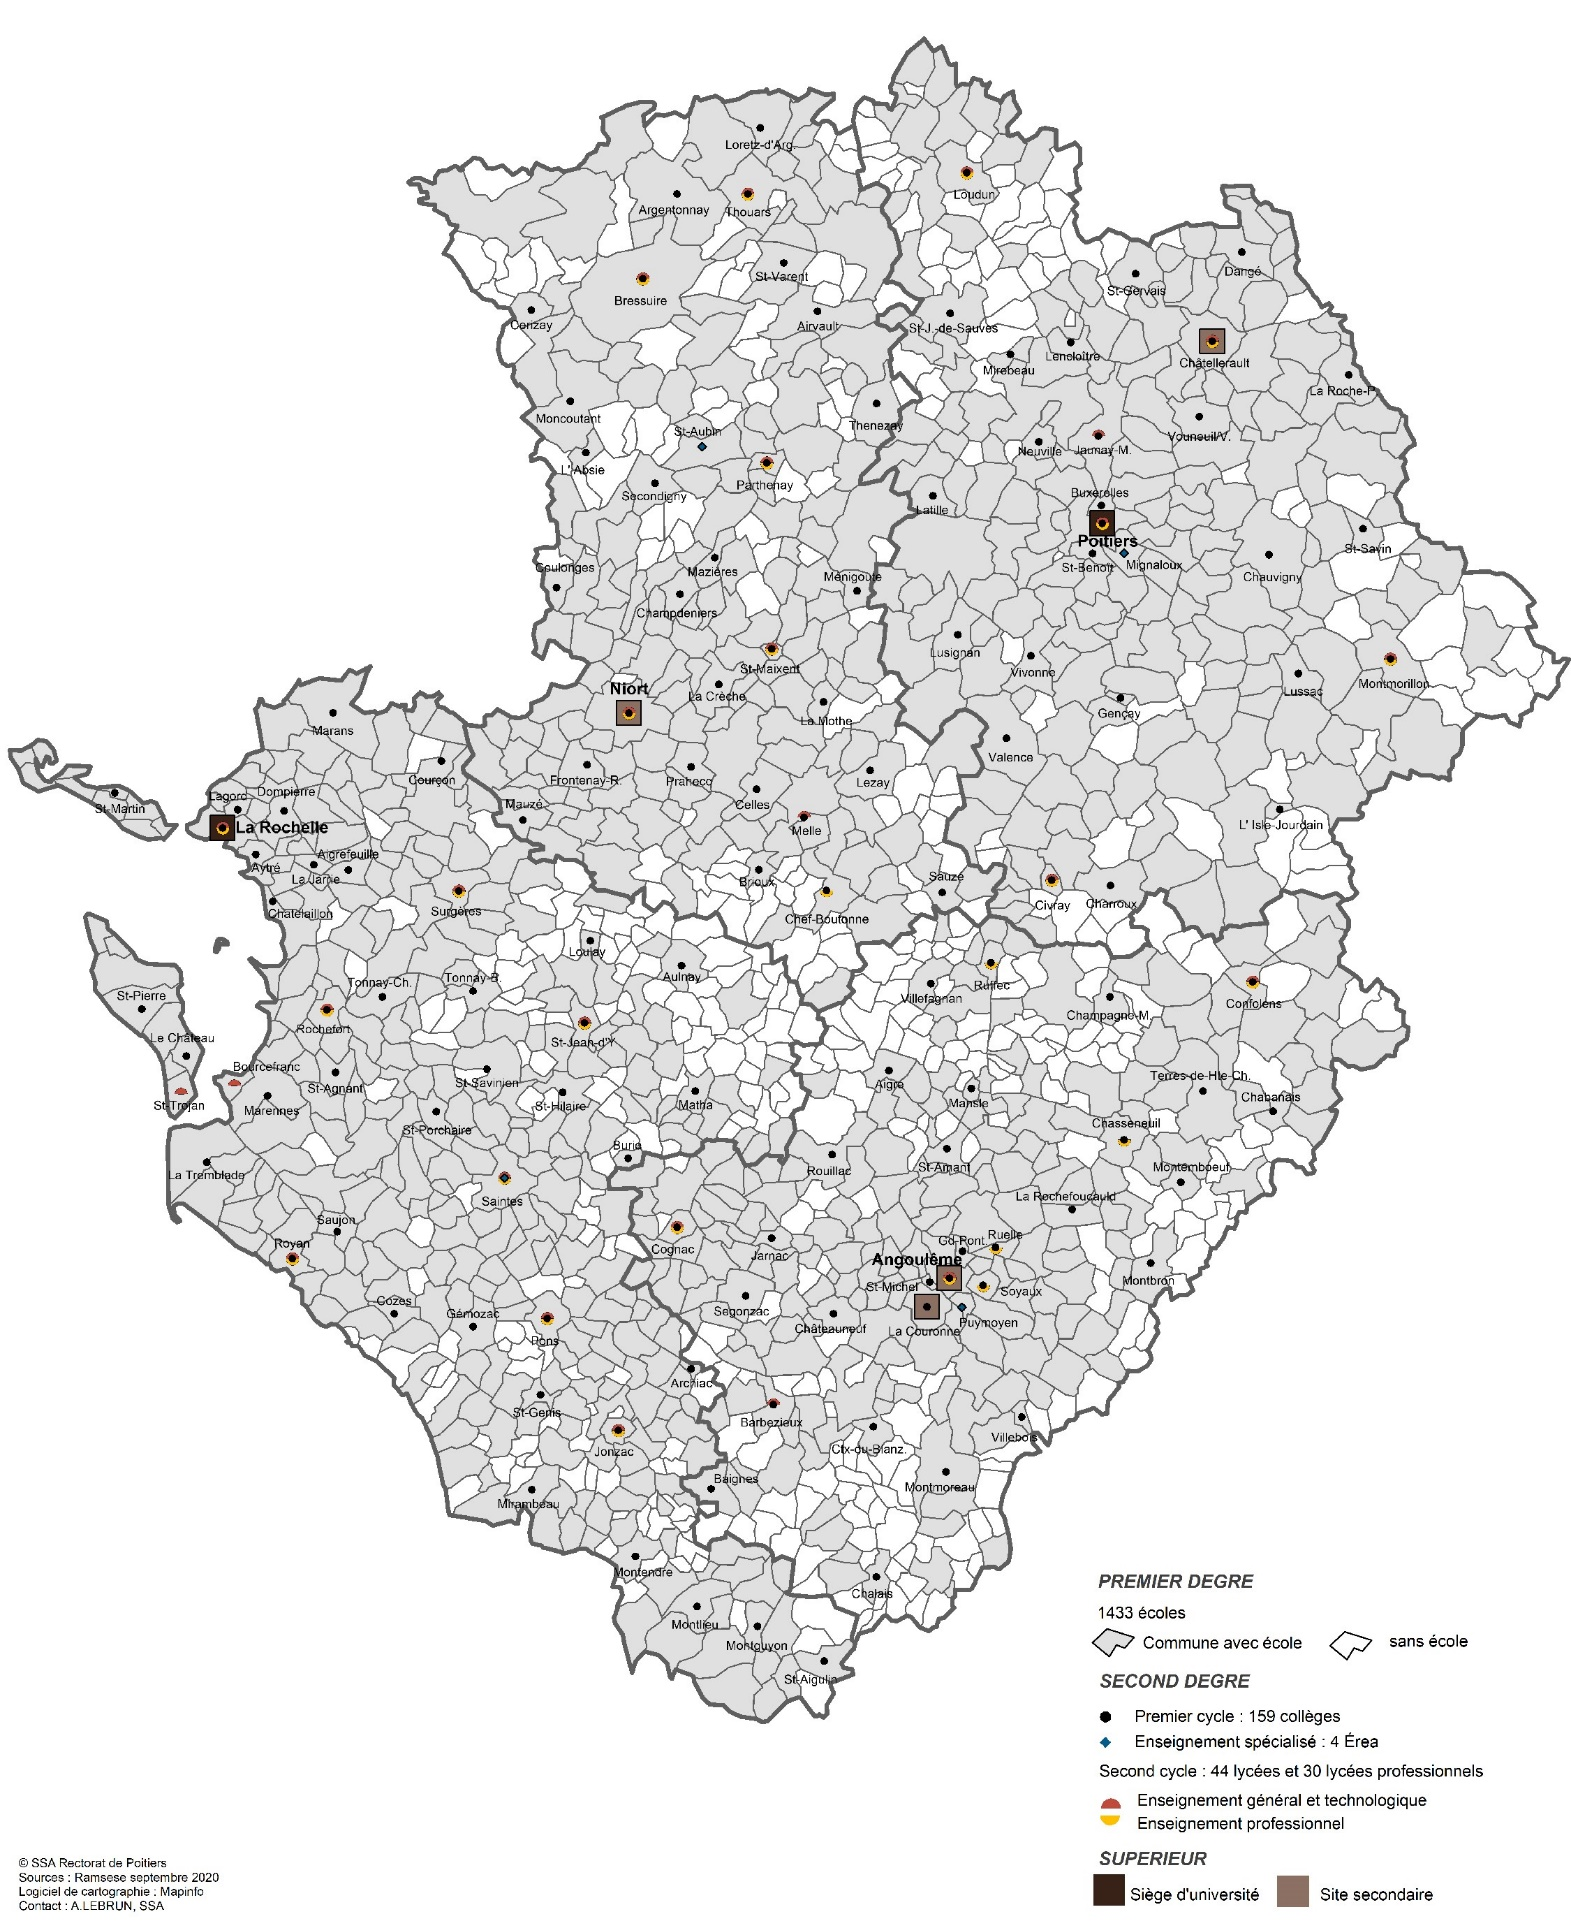 Loretz-d'Arg.
Loudun
Argentonnay
Thouars
Dangé
St-Varent
St-Gervais
Bressuire
Cerizay
Airvault
St-J.-de-Sauves
Lencloître
Mirebeau
Châtellerault
La Roche-P.
Moncoutant
Thenezay
St-Aubin
Vouneuil/V.
Neuville
Jaunay-M.
L'Absie
Parthenay
Secondigny
Buxerolles
Latille
Poitiers
St-Savin
St-Benoît
Mignaloux
Coulonges
Mazières
Ménigoute
Chauvigny
Champdeniers
Lusignan
St-Maixent
Vivonne
Montmorillon
Niort
La Crèche
Lussac
Gençay
La Mothe
Marans
Valence
Courçon
Frontenay-R.
Prahecq
Lezay
St-Martin
Lagord
Dompierre
Mauzé
Celles
L' Isle-Jourdain
La Rochelle
Melle
Aytré
Aigrefeuille
La Jarrie
Brioux
Sauzé
Civray
Charroux
Chatelaillon
Surgères
Chef-Boutonne
Loulay
Aulnay
Tonnay-Ch.
Tonnay-B.
Ruffec
Villefagnan
Confolens
St-Pierre
Champagne-M.
Rochefort
St-Jean-d'Y
Le Château
Bourcefranc
St-Agnant
St-Savinien
Aigre
Terres-de-Hte-Ch.
St-Trojan
Marennes
St-Hilaire
Matha
Mansle
Chabanais
St-Porchaire
Chasseneuil
Burie
La Tremblade
Rouillac
St-Amant
Montemboeuf
Saintes
La Rochefoucauld
Saujon
Royan
Cognac
Jarnac
Gd-Pont.
Ruelle
Angoulême
St-Michel
Soyaux
Montbron
Cozes
Gémozac
Segonzac
Châteauneuf
La Couronne
Puymoyen
Pons
Archiac
St-Genis
Barbezieux
Villebois
Jonzac
Ctx-du-Blanz.
Baignes
Montmoreau
Mirambeau
Montendre
Chalais
Montlieu
Montguyon
St-Aigulin
PREMIER DEGRE
1433 écoles
Commune avec école
sans école
SECOND DEGRE
Premier cycle : 159 collèges
Enseignement spécialisé : 4 Érea
Second cycle : 44 lycées et 30 lycées professionnels
Enseignement général et technologique
Enseignement professionnel
SUPERIEUR
Siège d'université
Site secondaire
© SSA Rectorat de Poitiers
Sources : Ramsese septembre 2020
Logiciel de cartographie : Mapinfo
Contact : A.LEBRUN, SSA